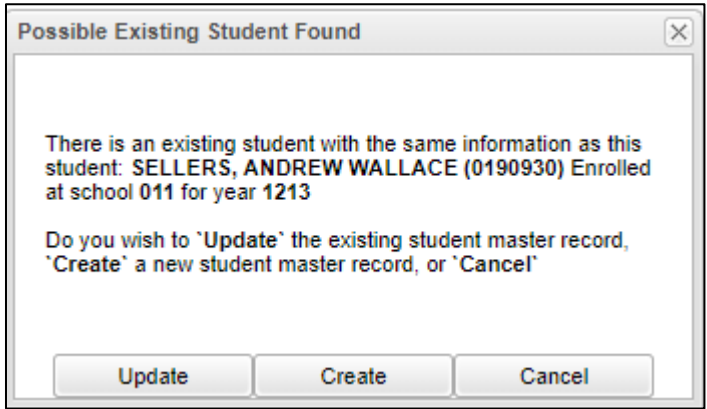 Possible Existing Student Found
There is an existing student with the same information as this
student: SELLERS, ANDREW WALLACE (0190930) Enrolled
at school 011 for year 1213
Do you wish to `Update` the existing student master record,
`Create` a new student master record, or `Cancel`
Update
Create
Cancel